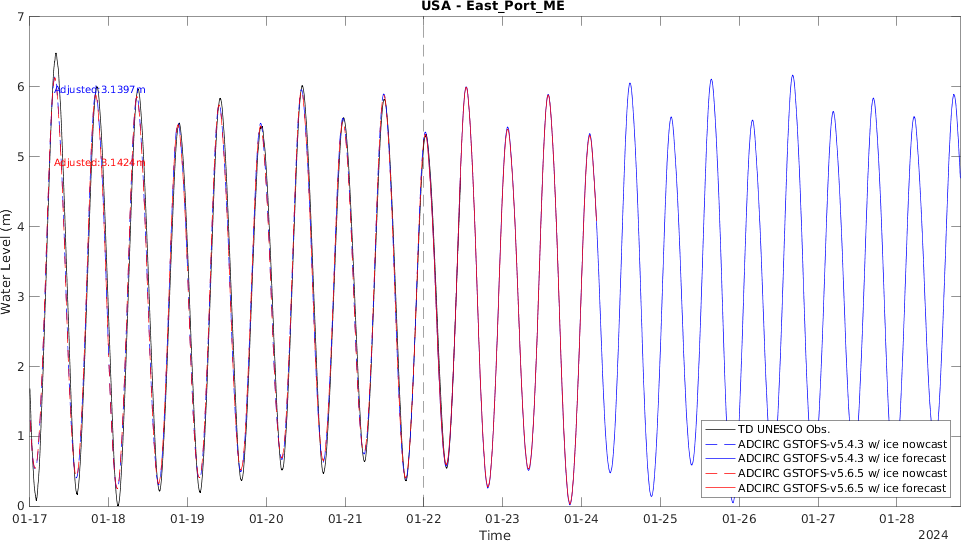 USA - East_Port_ME
7
6
5
4
3
2
1
0
Water Level (m)
Adjusted:3.1397m
Adjusted:3.1424m
TD UNESCO Obs.
ADCIRC GSTOFS-v5.4.3 w/ ice nowcast
ADCIRC GSTOFS-v5.4.3 w/ ice forecast
ADCIRC GSTOFS-v5.6.5 w/ ice nowcast
ADCIRC GSTOFS-v5.6.5 w/ ice forecast
01-17 01-18 01-19 01-20 01-21 01-22 01-23 01-24 01-25 01-26 01-27 01-28
Time
2024